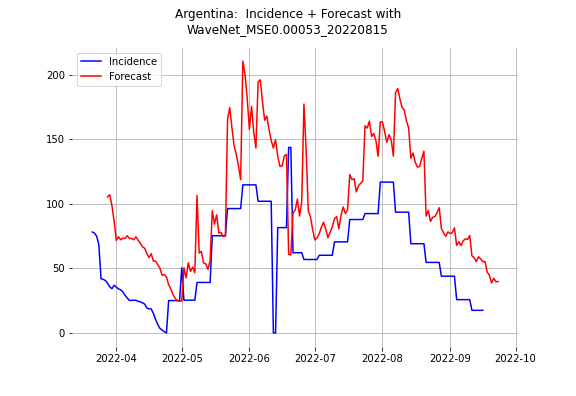 Argentina:  Incidence + Forecast with
WaveNet_MSE0.00053_20220815
Incidence
Forecast
200
150
100
50
0
2022-04 2022-05 2022-06 2022-07 2022-08 2022-09 2022-10